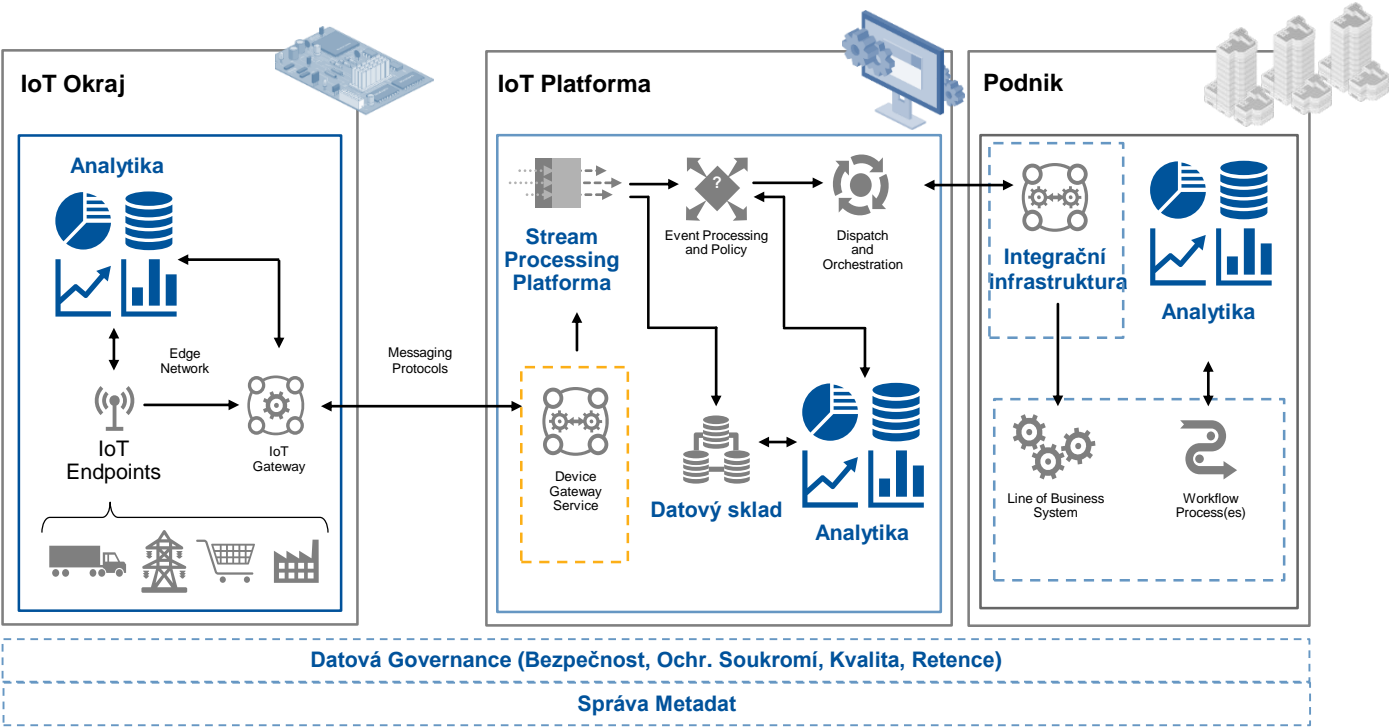 IoT Okraj
Analytika
Edge
Network
IoT
Endpoints
IoT
Gateway
Messaging
Protocols
IoT Platforma
Stream
Processing
Platforma
?
Event Processing
and Policy
Dispatch
and
Orchestration
Device
Gateway
Service
Datový sklad
Analytika
Podnik
Integrační
infrastruktura
Analytika
Line of Business
System
Workflow
Process(es)
Datová Governance (Bezpečnost, Ochr. Soukromí, Kvalita, Retence)
Správa Metadat